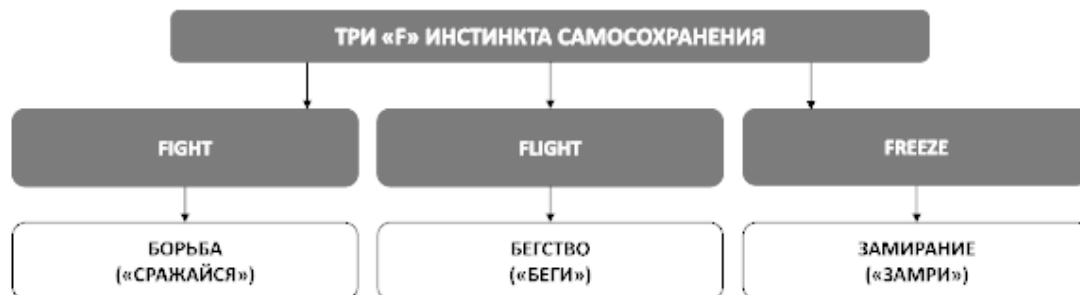 ТРИ «F» ИНСТИНКТА САМОСОХРАНЕНИЯ
FIGHT
FLIGHT
FREEZE
БОРЬБА
(«СРАЖАЙСЯ»)
БЕГСТВО
(«БЕГИ»)
ЗАМИРАНИЕ
(«ЗАМРИ»)